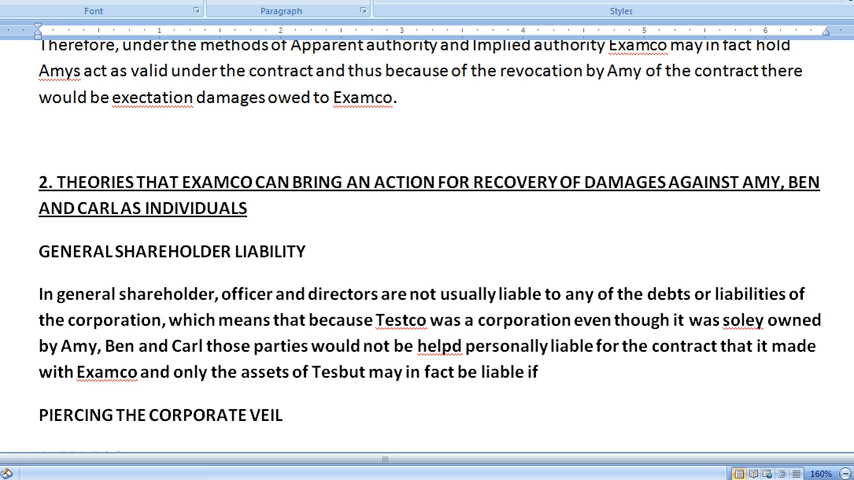 Font
Paragraph
Styles
1 2 3 4 5 6
Therefore, under the methods of Apparent authority and Implied authority Examco may in fact hold
Amys act as valid under the contract and thus because of the revocation by Amy of the contract there
would be exectation damages owed to Examco.
2. THEORIES THAT EXAMCO CAN BRING AN ACTION FOR RECOVERY OF DAMAGES AGAINST AMY, BEN
AND CARL AS INDIVIDUALS
GENERAL SHAREHOLDER LIABILITY
In general shareholder, officer and directors are not usually liable to any of the debts or liabilities of
the corporation, which means that because Testco was a corporation even though it was soley owned
by Amy, Ben and Carl those parties would not be helpd personally liable for the contract that it made
with Examco and only the assets of Tesbut may in fact be liable if
PIERCING THE CORPORATE VEIL
160%